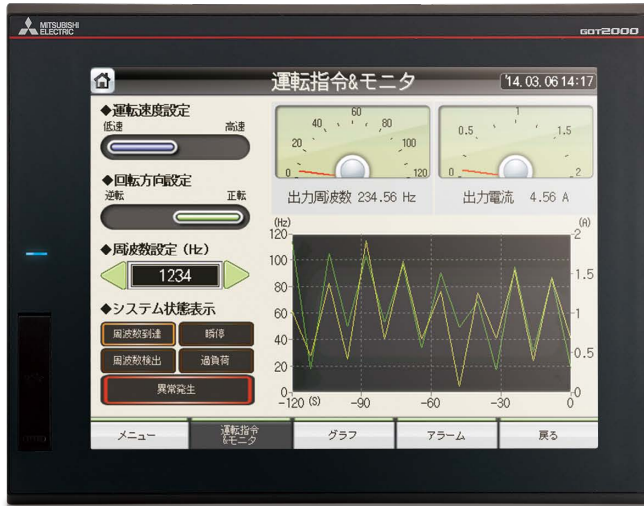 MITSUBISHI
ELECTRIC
GOT2000
運転指令&モニタ
'14.03.06 14:17
◆運転速度設定
低速 高速
◆回転方向設定
逆転 正転
◆周波数設定 (Hz)
1234
◆システム状態表示
周波数到達 瞬停
周波数検出 過負荷
異常発生
0 20 40 60 80 100 120
出力周波数 234.56 Hz
0 0.5 1 1.5 2
出力電流 4.56 A
(Hz) (A)
120 2
100
80 1.5
60 1
40
20 0.5
0 0
-120 (S) -90 -60 -30 0
メニュー
運転指令
&モニタ
グラフ
アラーム
戻る